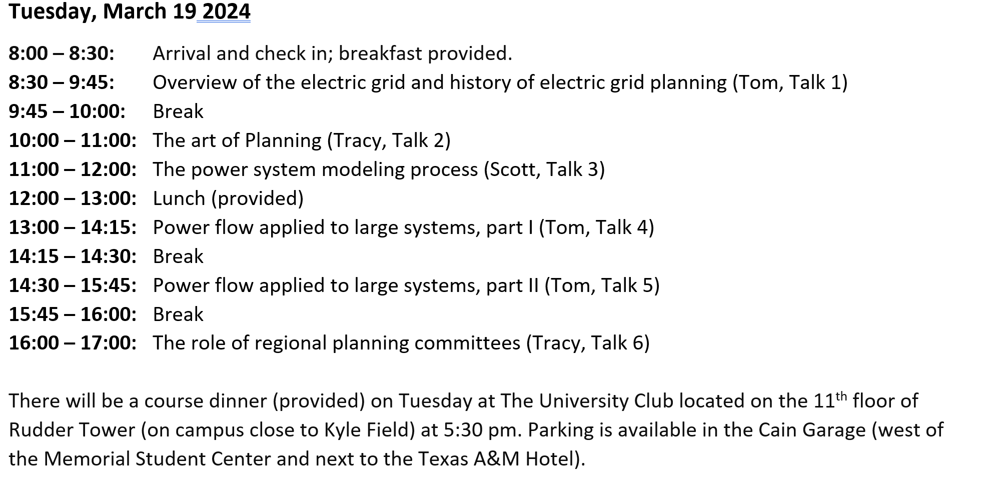 Tuesday, March 19 2024
8:00 – 8:30: Arrival and check in; breakfast provided.
8:30 – 9:45: Overview of the electric grid and history of electric grid planning (Tom, Talk 1)
9:45 – 10:00: Break
10:00 – 11:00: The art of Planning (Tracy, Talk 2)
11:00 – 12:00: The power system modeling process (Scott, Talk 3)
12:00 – 13:00: Lunch (provided)
13:00 – 14:15: Power flow applied to large systems, part I (Tom, Talk 4)
14:15 – 14:30: Break
14:30 – 15:45: Power flow applied to large systems, part II (Tom, Talk 5)
15:45 – 16:00: Break
16:00 – 17:00: The role of regional planning committees (Tracy, Talk 6)
There will be a course dinner (provided) on Tuesday at The University Club located on the 11th floor of
Rudder Tower (on campus close to Kyle Field) at 5:30 pm. Parking is available in the Cain Garage (west of
the Memorial Student Center and next to the Texas A&M Hotel).